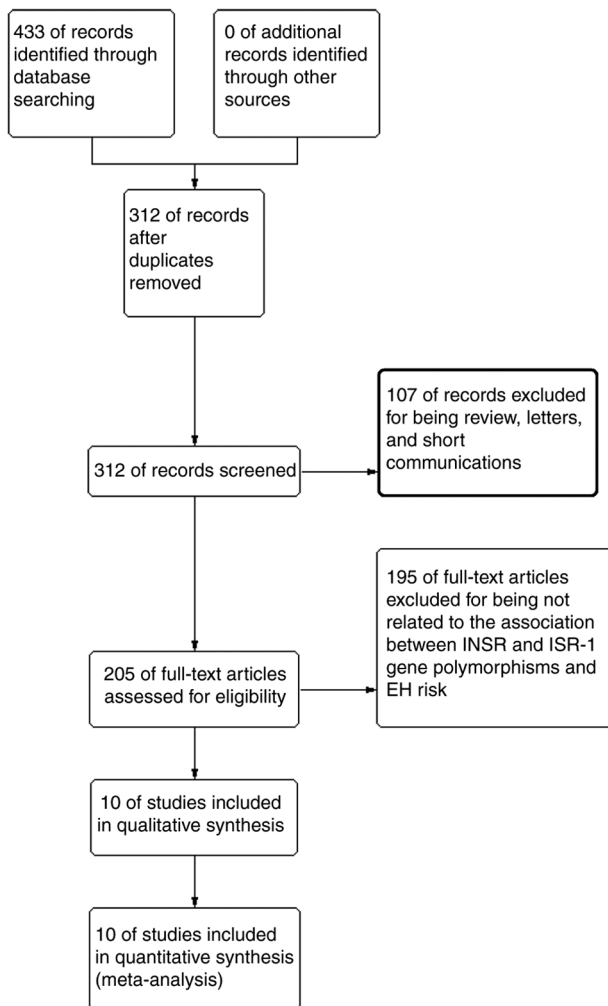 433 of records
identified through
database
searching
0 of additional
records identified
through other
sources
312 of records
after
duplicates
removed
107 of records excluded
for being review, letters,
and short
communications
312 of records screened
195 of full-text articles
excluded for being not
related to the association
between INSR and ISR-1
gene polymorphisms and
EH risk
205 of full-text articles
assessed for eligibility
10 of studies included
in qualitative synthesis
10 of studies included
in quantitative synthesis
(meta-analysis)